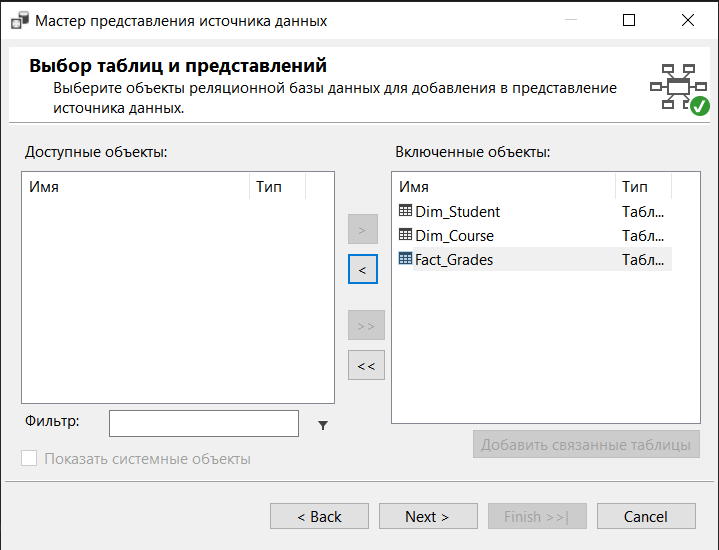 Мастер представления источника данных
Выбор таблиц и представлений
Выберите объекты реляционной базы данных для добавления в представление
источника данных.
Доступные объекты:
Имя Тип
Фильтр:
Показать системные объекты
>
<
>>
<<
Включенные объекты:
Имя Тип
Dim_Student Табл...
Dim_Course Табл...
Fact_Grades Табл...
Добавить связанные таблицы
< Back Next > Finish >>| Cancel